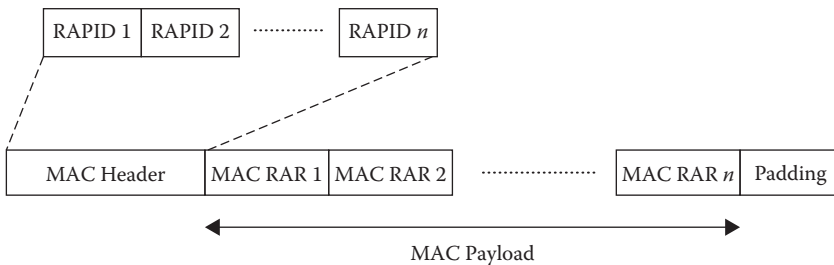 RAPID 1 RAPID 2 ............ RAPID n
MAC Header MAC RAR 1 MAC RAR 2 ................ MAC RAR n Padding
MAC Payload